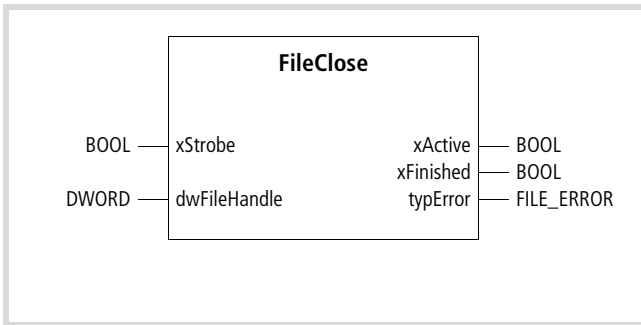 FileClose
BOOL xStrobe xActive BOOL
xFinished BOOL
DWORD dwFileHandle typError FILE_ERROR